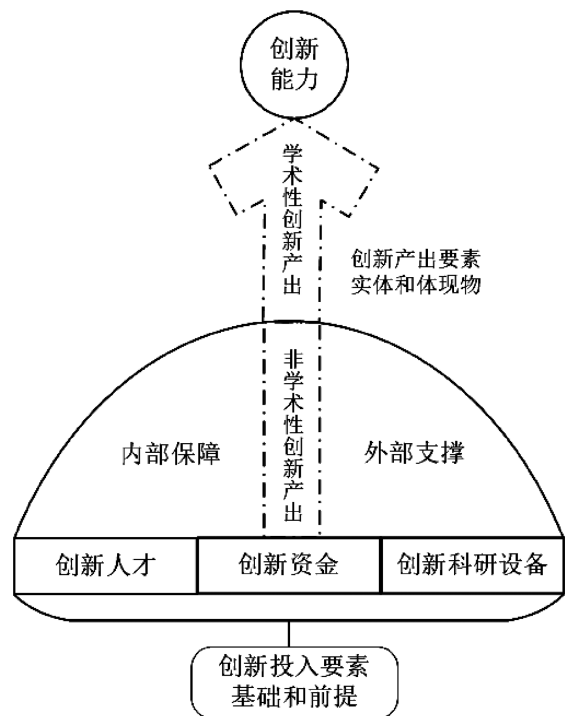 创新
能力
学术性创新产出
创新产出要素
实体和体现物
非学术性创新产出
内部保障
外部支撑
创新人才
创新资金
创新科研设备
创新投入要素
基础和前提